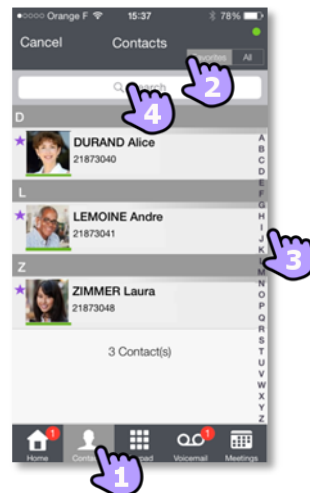 Orange F 15:37 78%
Cancel Contacts
Favorites All
2
4
D
DURAND Alice
21873040
L
LEMOINE Andre
21873041
Z
ZIMMER Laura
21873048
3 Contact(s)
A
B
C
D
E
F
G
H
I
J
K
L
M
N
O
P
Q
R
S
T
U
V
W
X
Y
Z
3
1 1
Home Voicemail Meetings
1